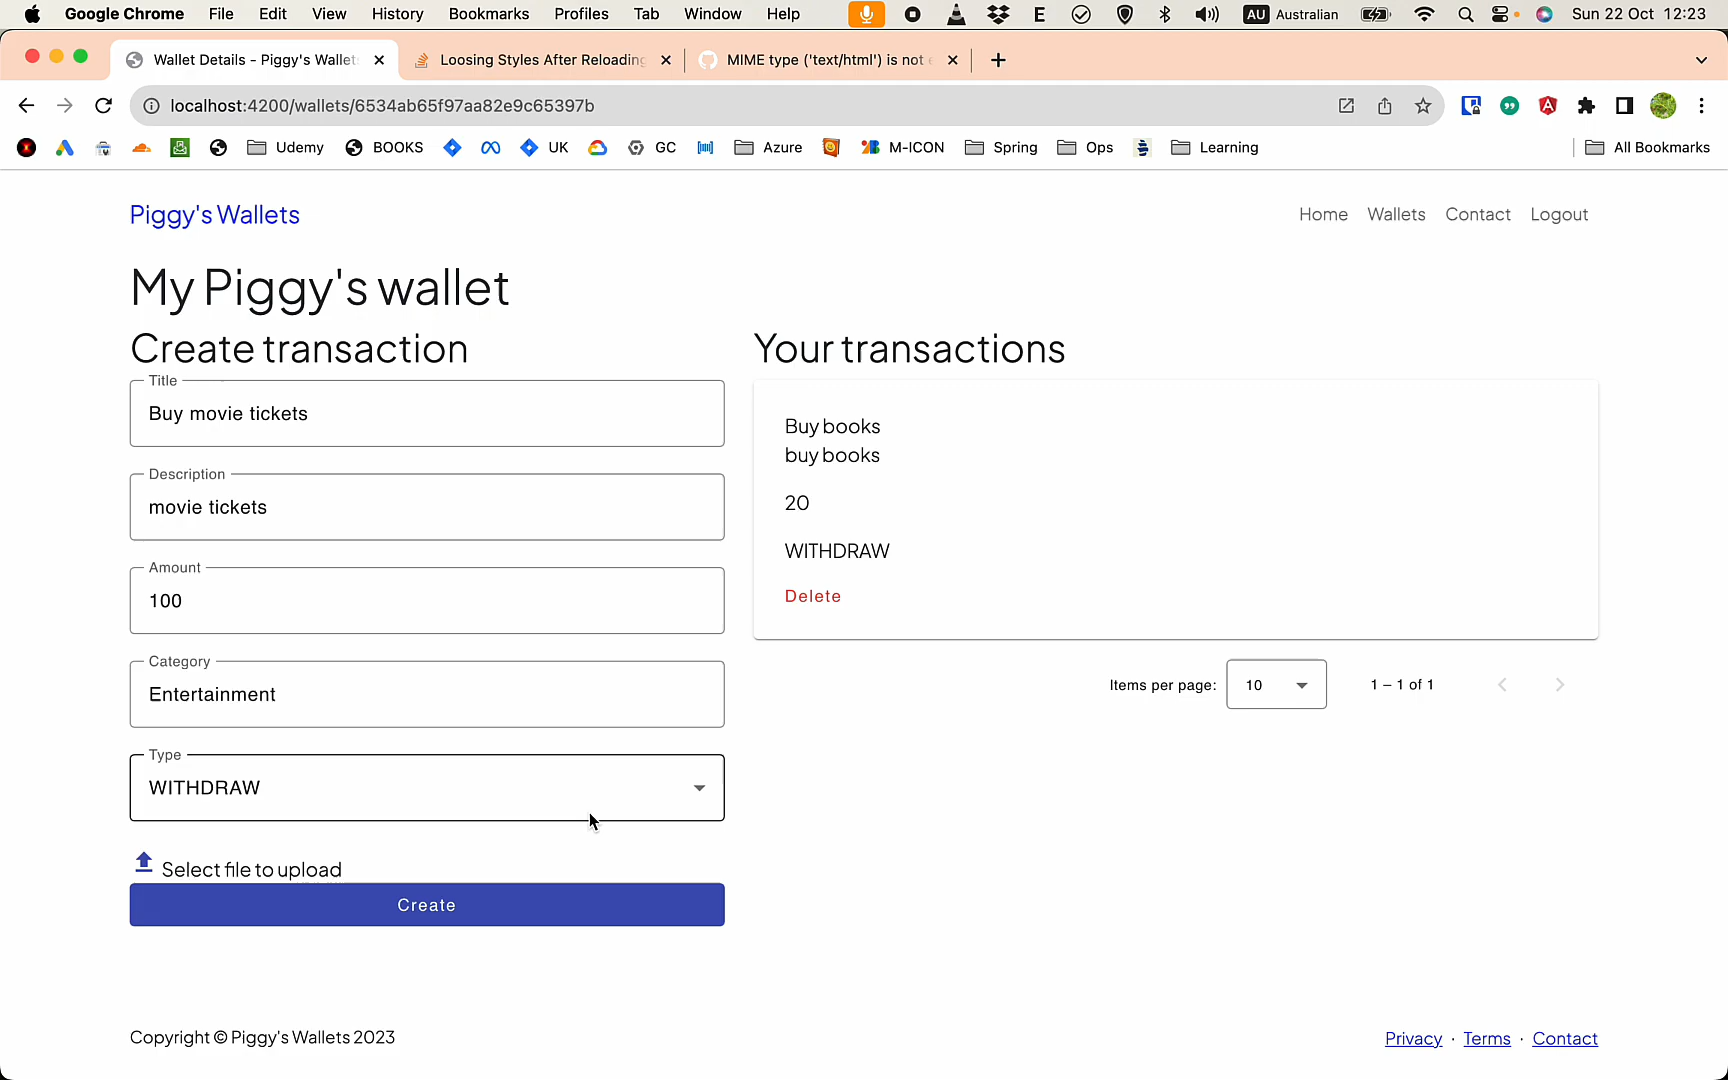 Google Chrome File Edit View History Bookmarks Profiles Tab Window Help E AU Australian Sun 22 Oct 12:23
Wallet Details - Piggy's Wallet Loosing Styles After Reloading MIME type ('text/html') is not
localhost:4200/wallets/6534ab65f97aa82e9c65397b
Udemy BOOKS UK GC Azure M-ICON Spring Ops Learning All Bookmarks
Piggy's Wallets Home Wallets Contact Logout
My Piggy's wallet
Create transaction
Title
Buy movie tickets
Description
movie tickets
Amount
100
Category
Entertainment
Type
WITHDRAW
Select file to upload
Create
Your transactions
Buy books
buy books
20
WITHDRAW
Delete
Items per page: 10 1 – 1 of 1
Copyright © Piggy's Wallets 2023 Privacy · Terms · Contact